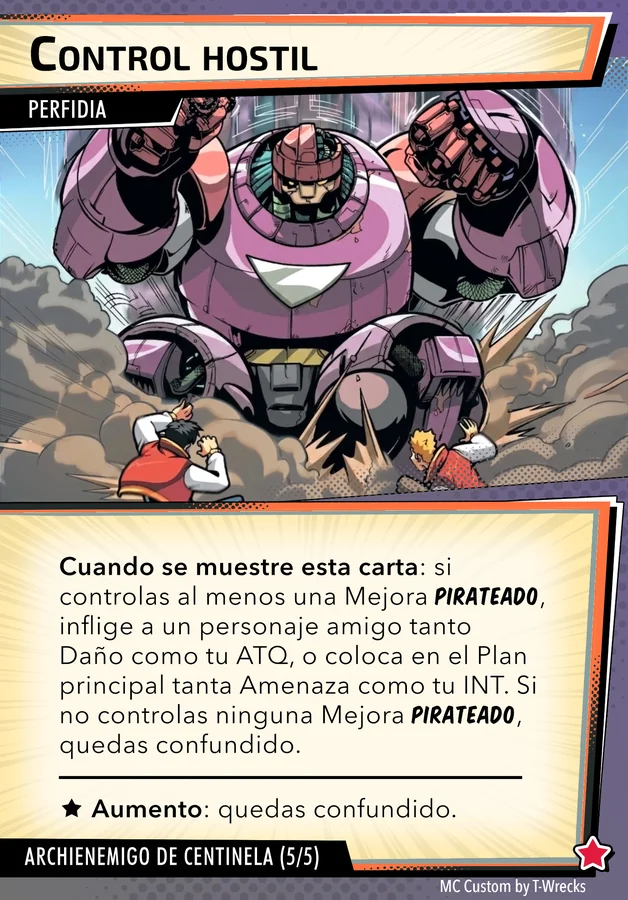 CONTROL HOSTIL
PERFIDIA
Cuando se muestre esta carta: si
controlas al menos una Mejora PIRATEADO,
inflige a un personaje amigo tanto
Daño como tu ATQ, o coloca en el Plan
principal tanta Amenaza como tu INT. Si
no controlas ninguna Mejora PIRATEADO,
quedas confundido.
★ Aumento: quedas confundido.
ARCHIENEMIGO DE CENTINELA (5/5)
MC Custom by T-Wrecks